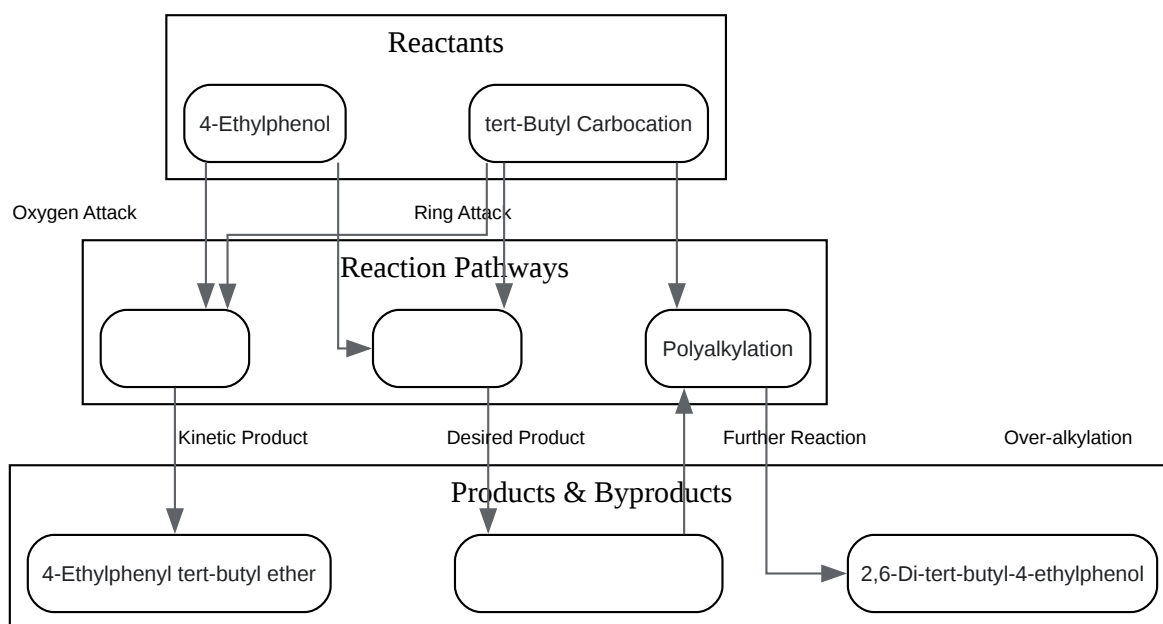 Reactants
4-Ethylphenol
tert-Butyl Carbocation
Oxygen Attack
Ring Attack
Reaction Pathways
Polyalkylation
Kinetic Product
Desired Product
Further Reaction
Over-alkylation
Products & Byproducts
4-Ethylphenyl tert-butyl ether
2,6-Di-tert-butyl-4-ethylphenol